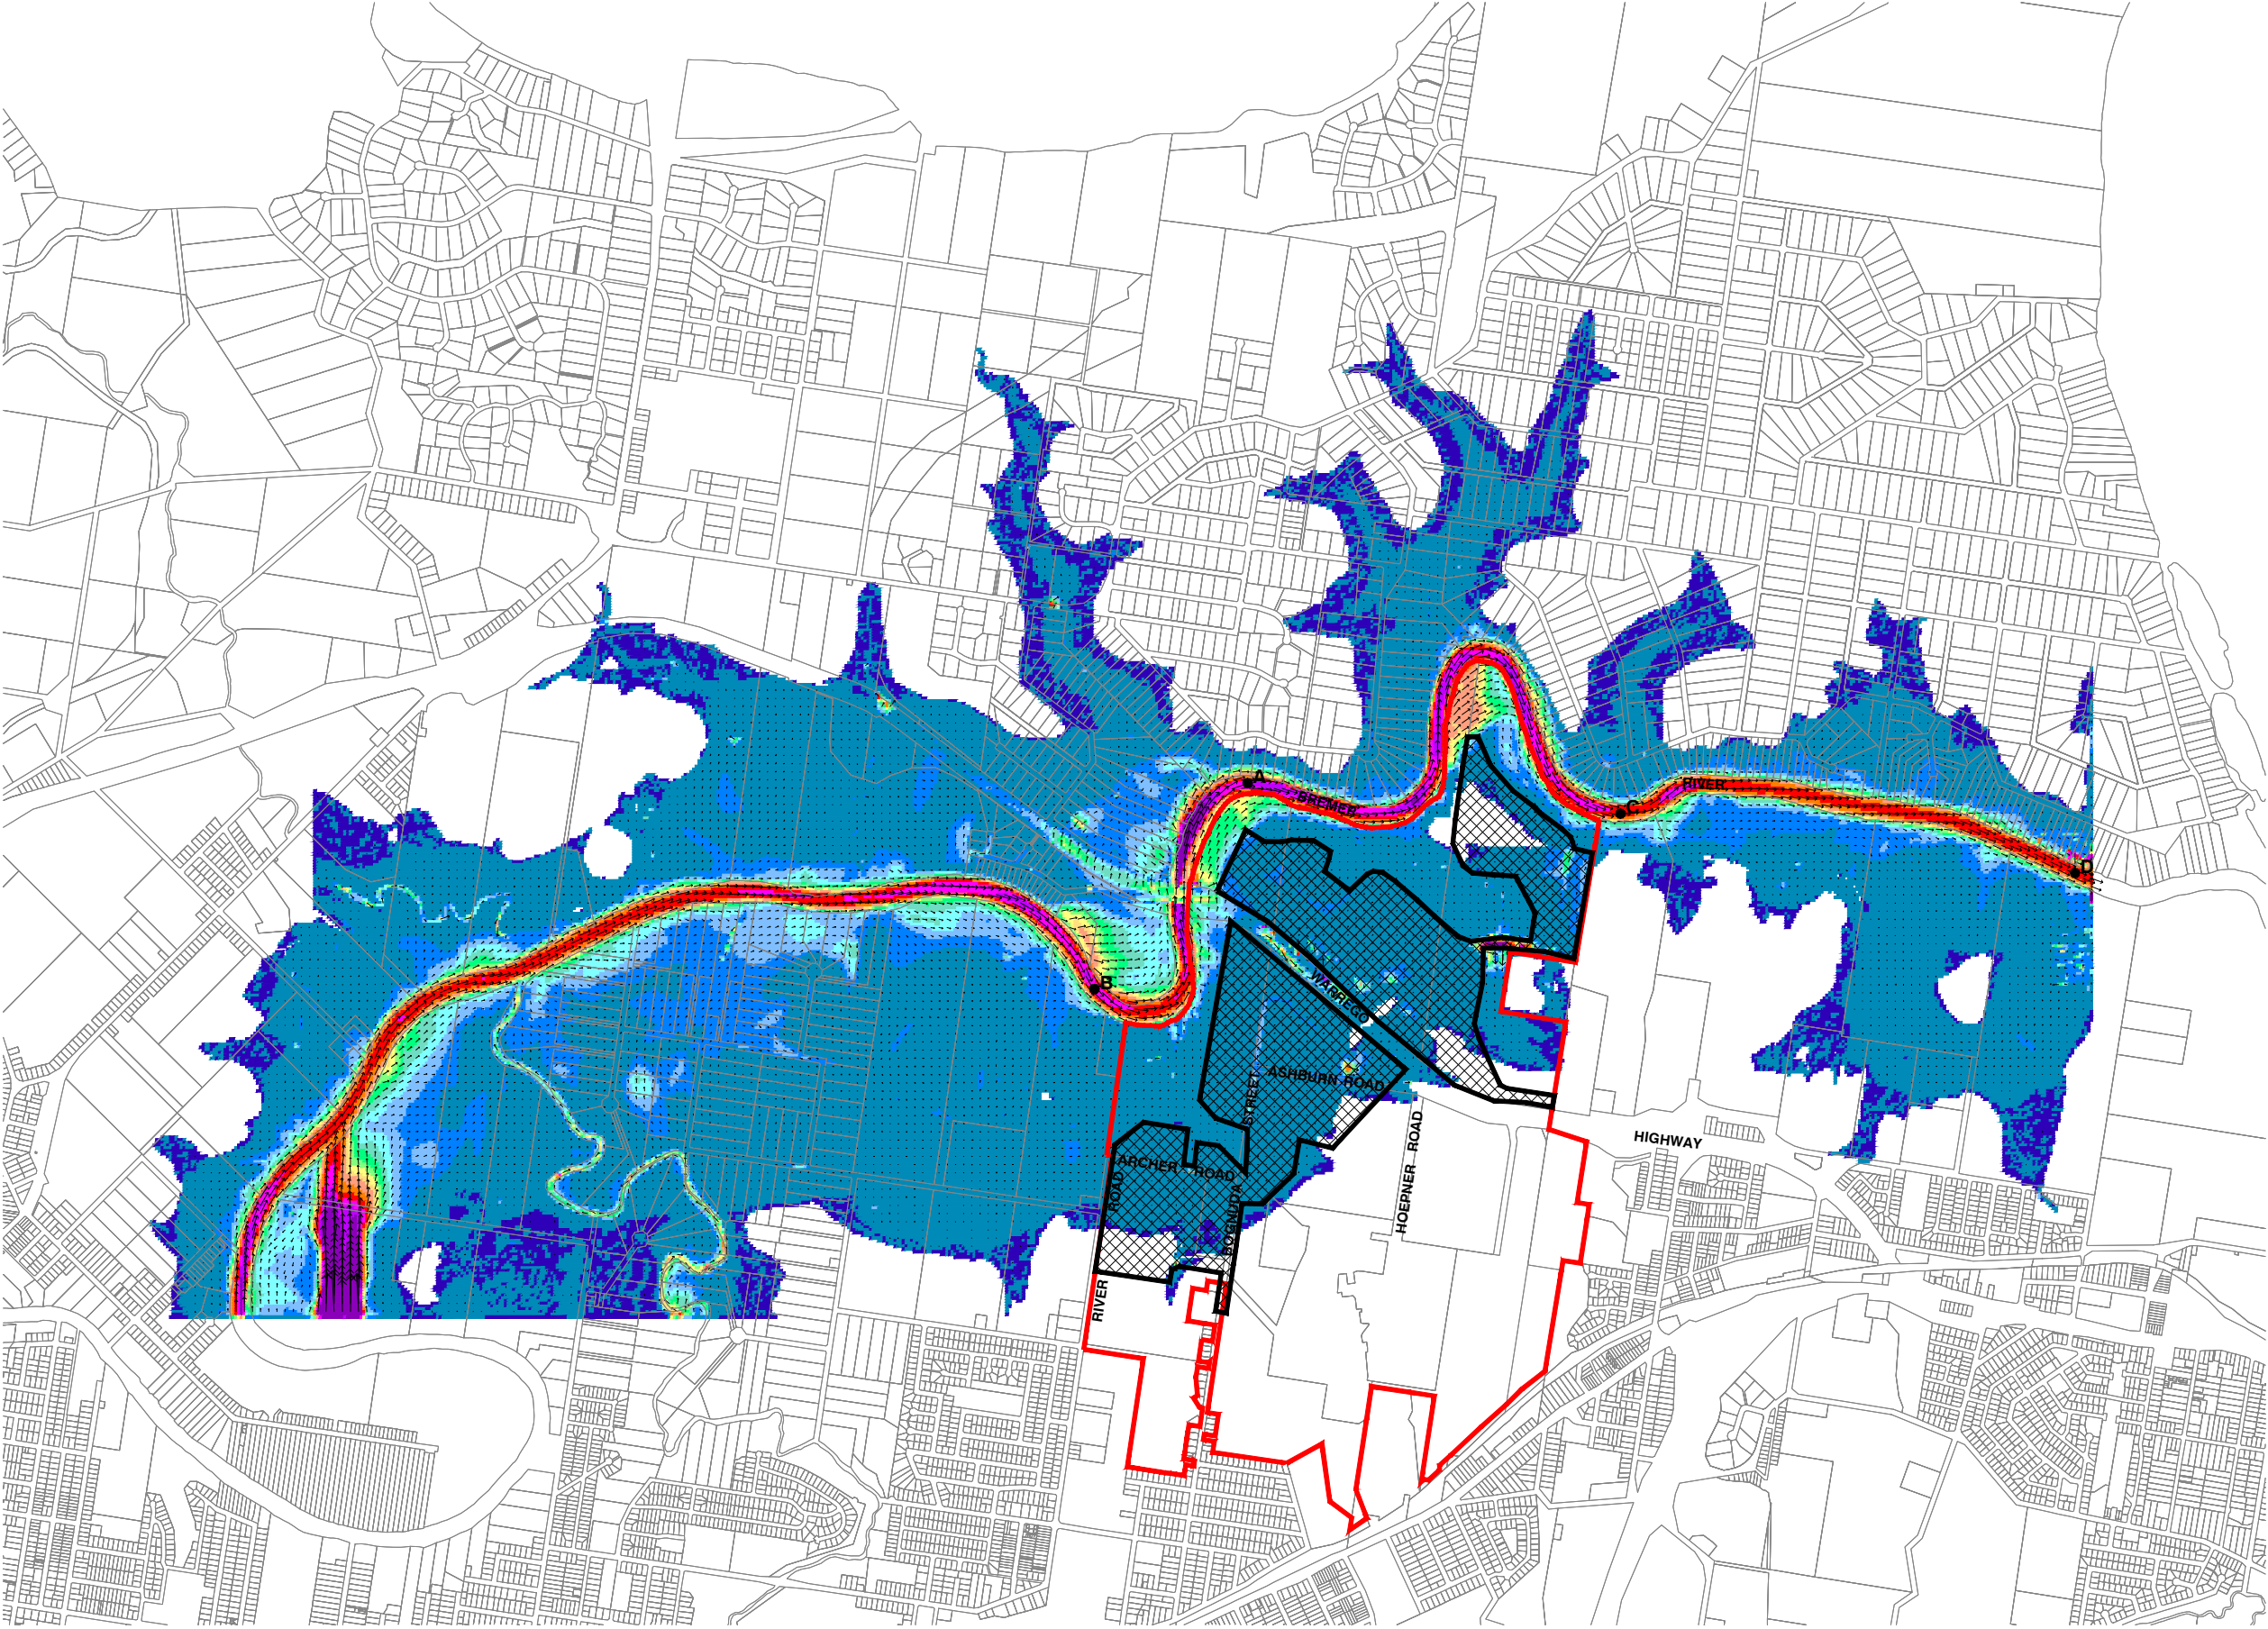 A
BREMER
C
RIVER
D
B
WARREGO
ASHBURN ROAD
STREET
HIGHWAY
ARCHER ROAD
ROAD
HOEPNER ROAD
RIVER